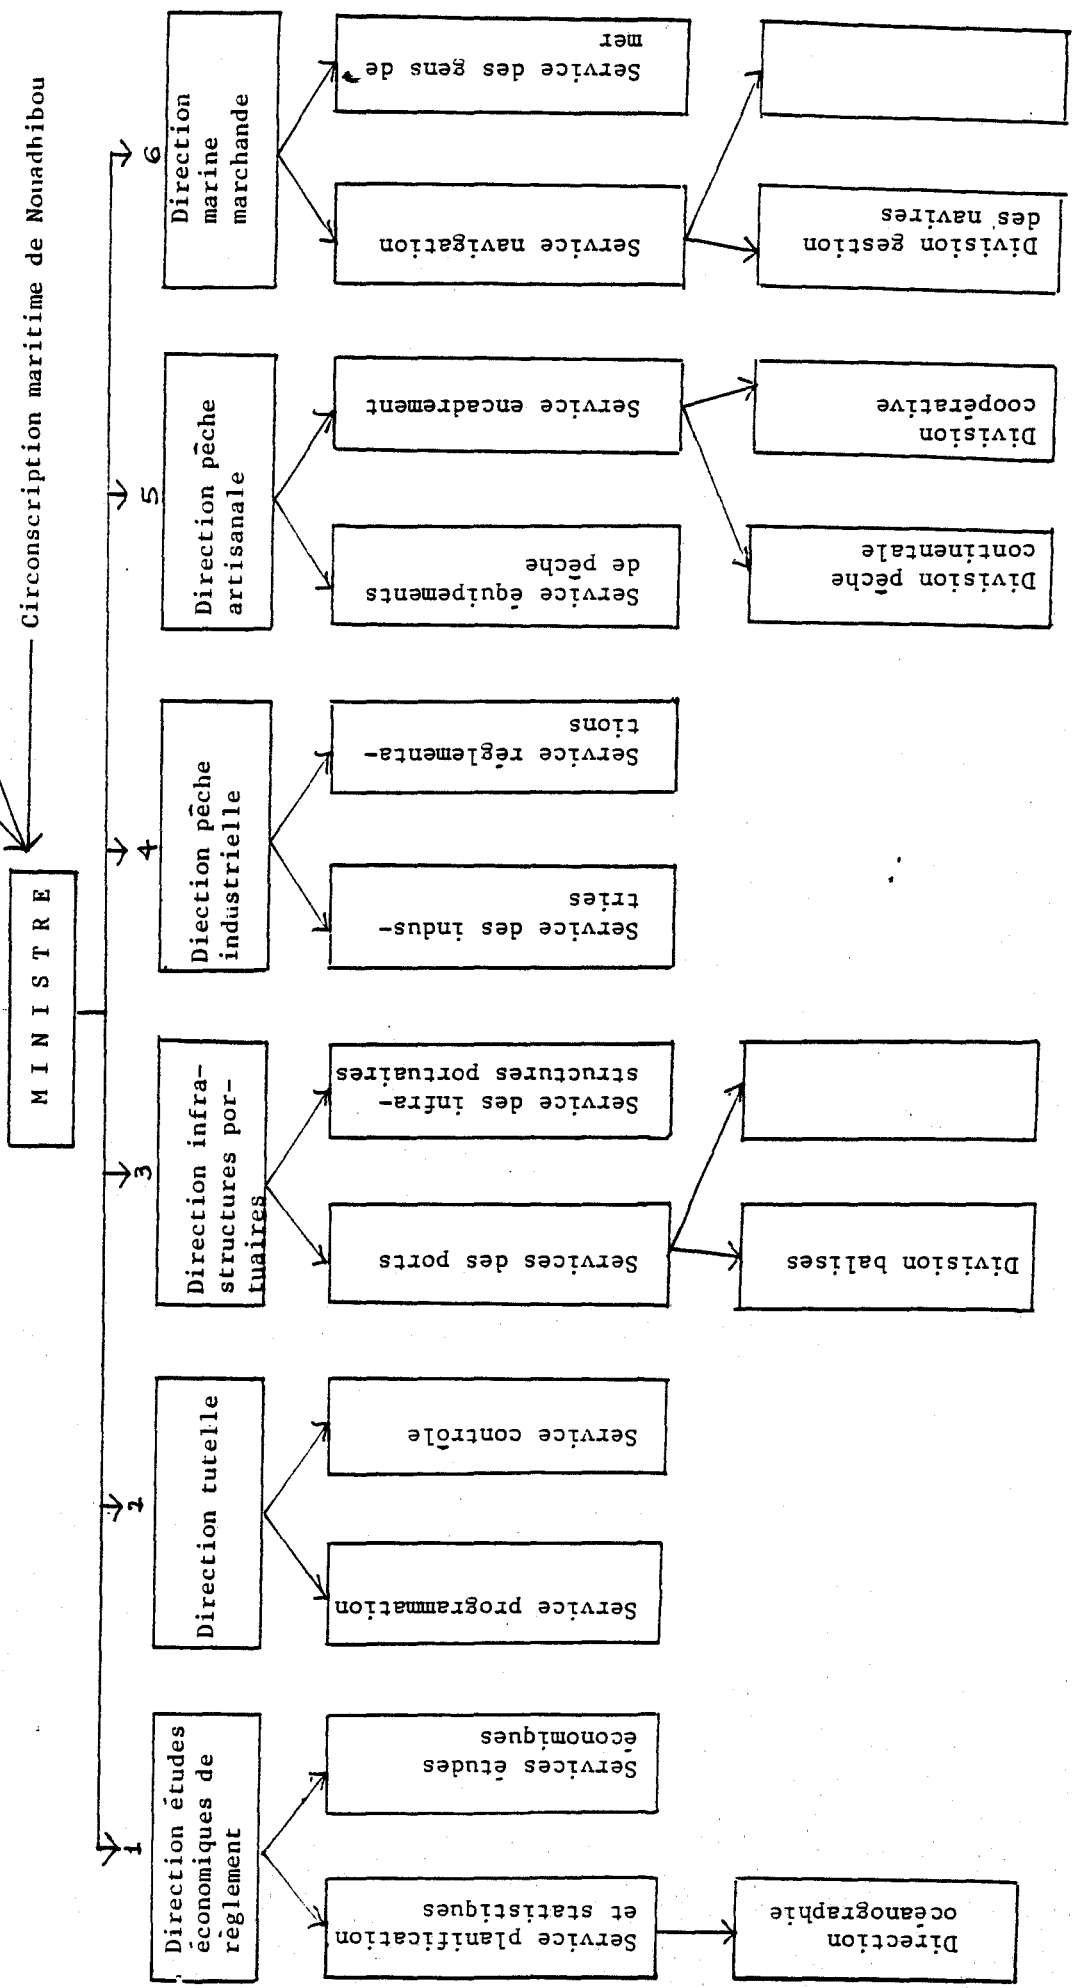 Circonscription maritime de Nouadhibou
M I N I S T R E
1
Direction études
économiques de
règlement
2
Direction tutelle
3
Direction infra-
structures por-
tuaires
4
Diection pêche
industrielle
5
Direction pêche
artisanale
6
Direction
marine
marchande
Service planification
et statistiques
Services études
économiques
Service programmation
Service contrôle
Services des ports
Service des infra-
structures portuaires
Service des indus-
tries
Service réglementa-
tions
Service équipements
de pêche
Service encadrement
Service navigation
Service des gens de
mer
Direction
océanographie
Division balises
Division pêche
continentale
Division
coopérative
Division gestion
des navires